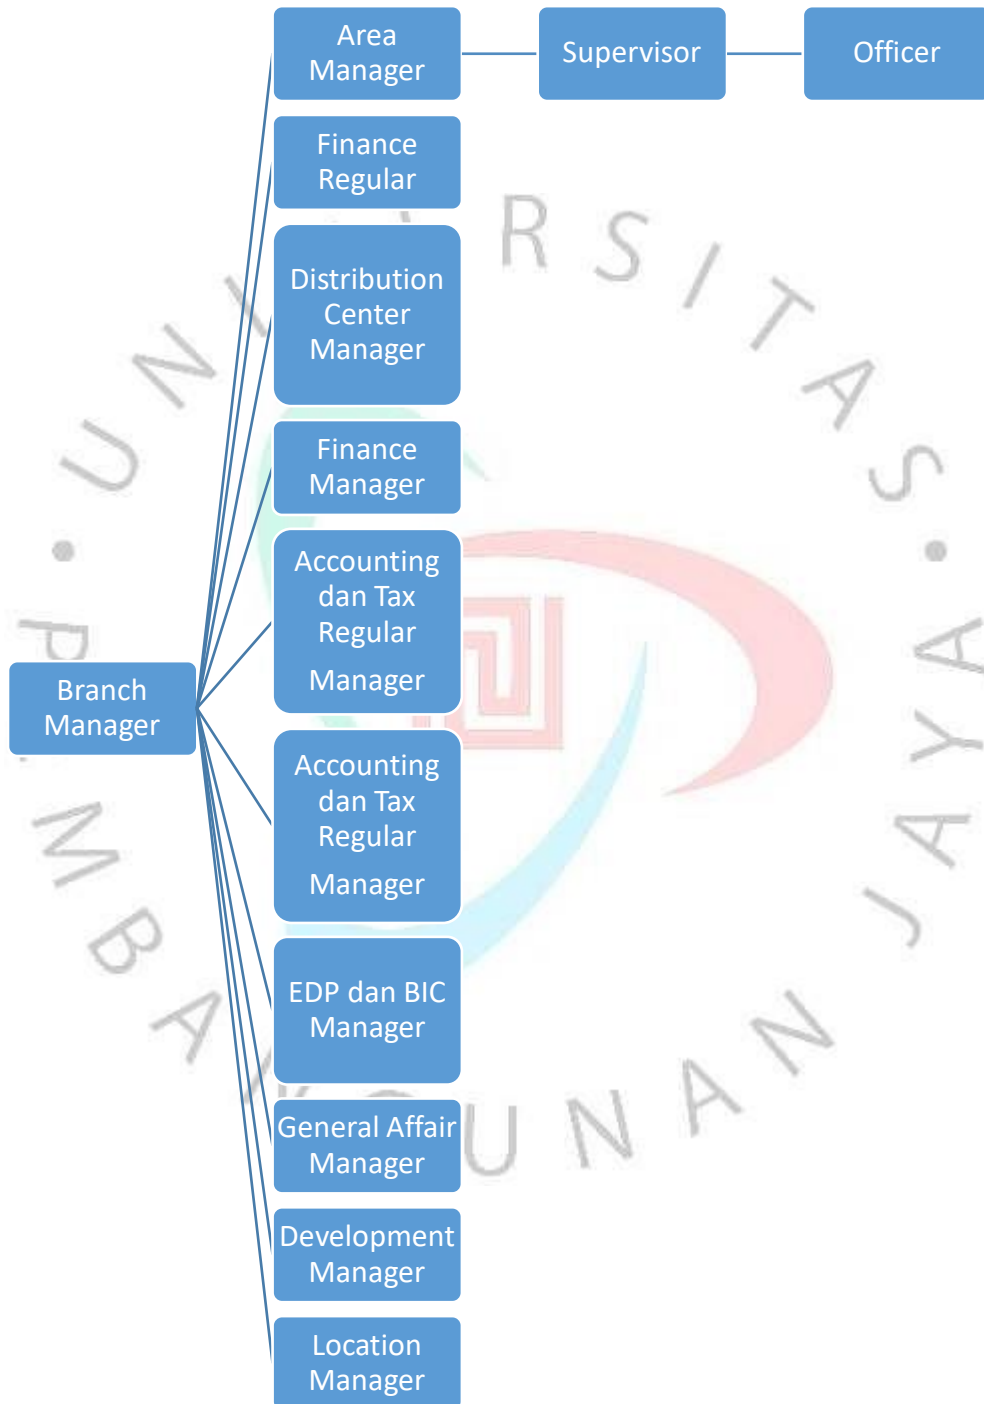 Area
Manager
Supervisor
Officer
Finance
Regular
Distribution
Center
Manager
Finance
Manager
Accounting
dan Tax
Regular
Manager
Branch
Manager
Accounting
dan Tax
Regular
Manager
EDP dan BIC
Manager
General Affair
Manager
Development
Manager
Location
Manager